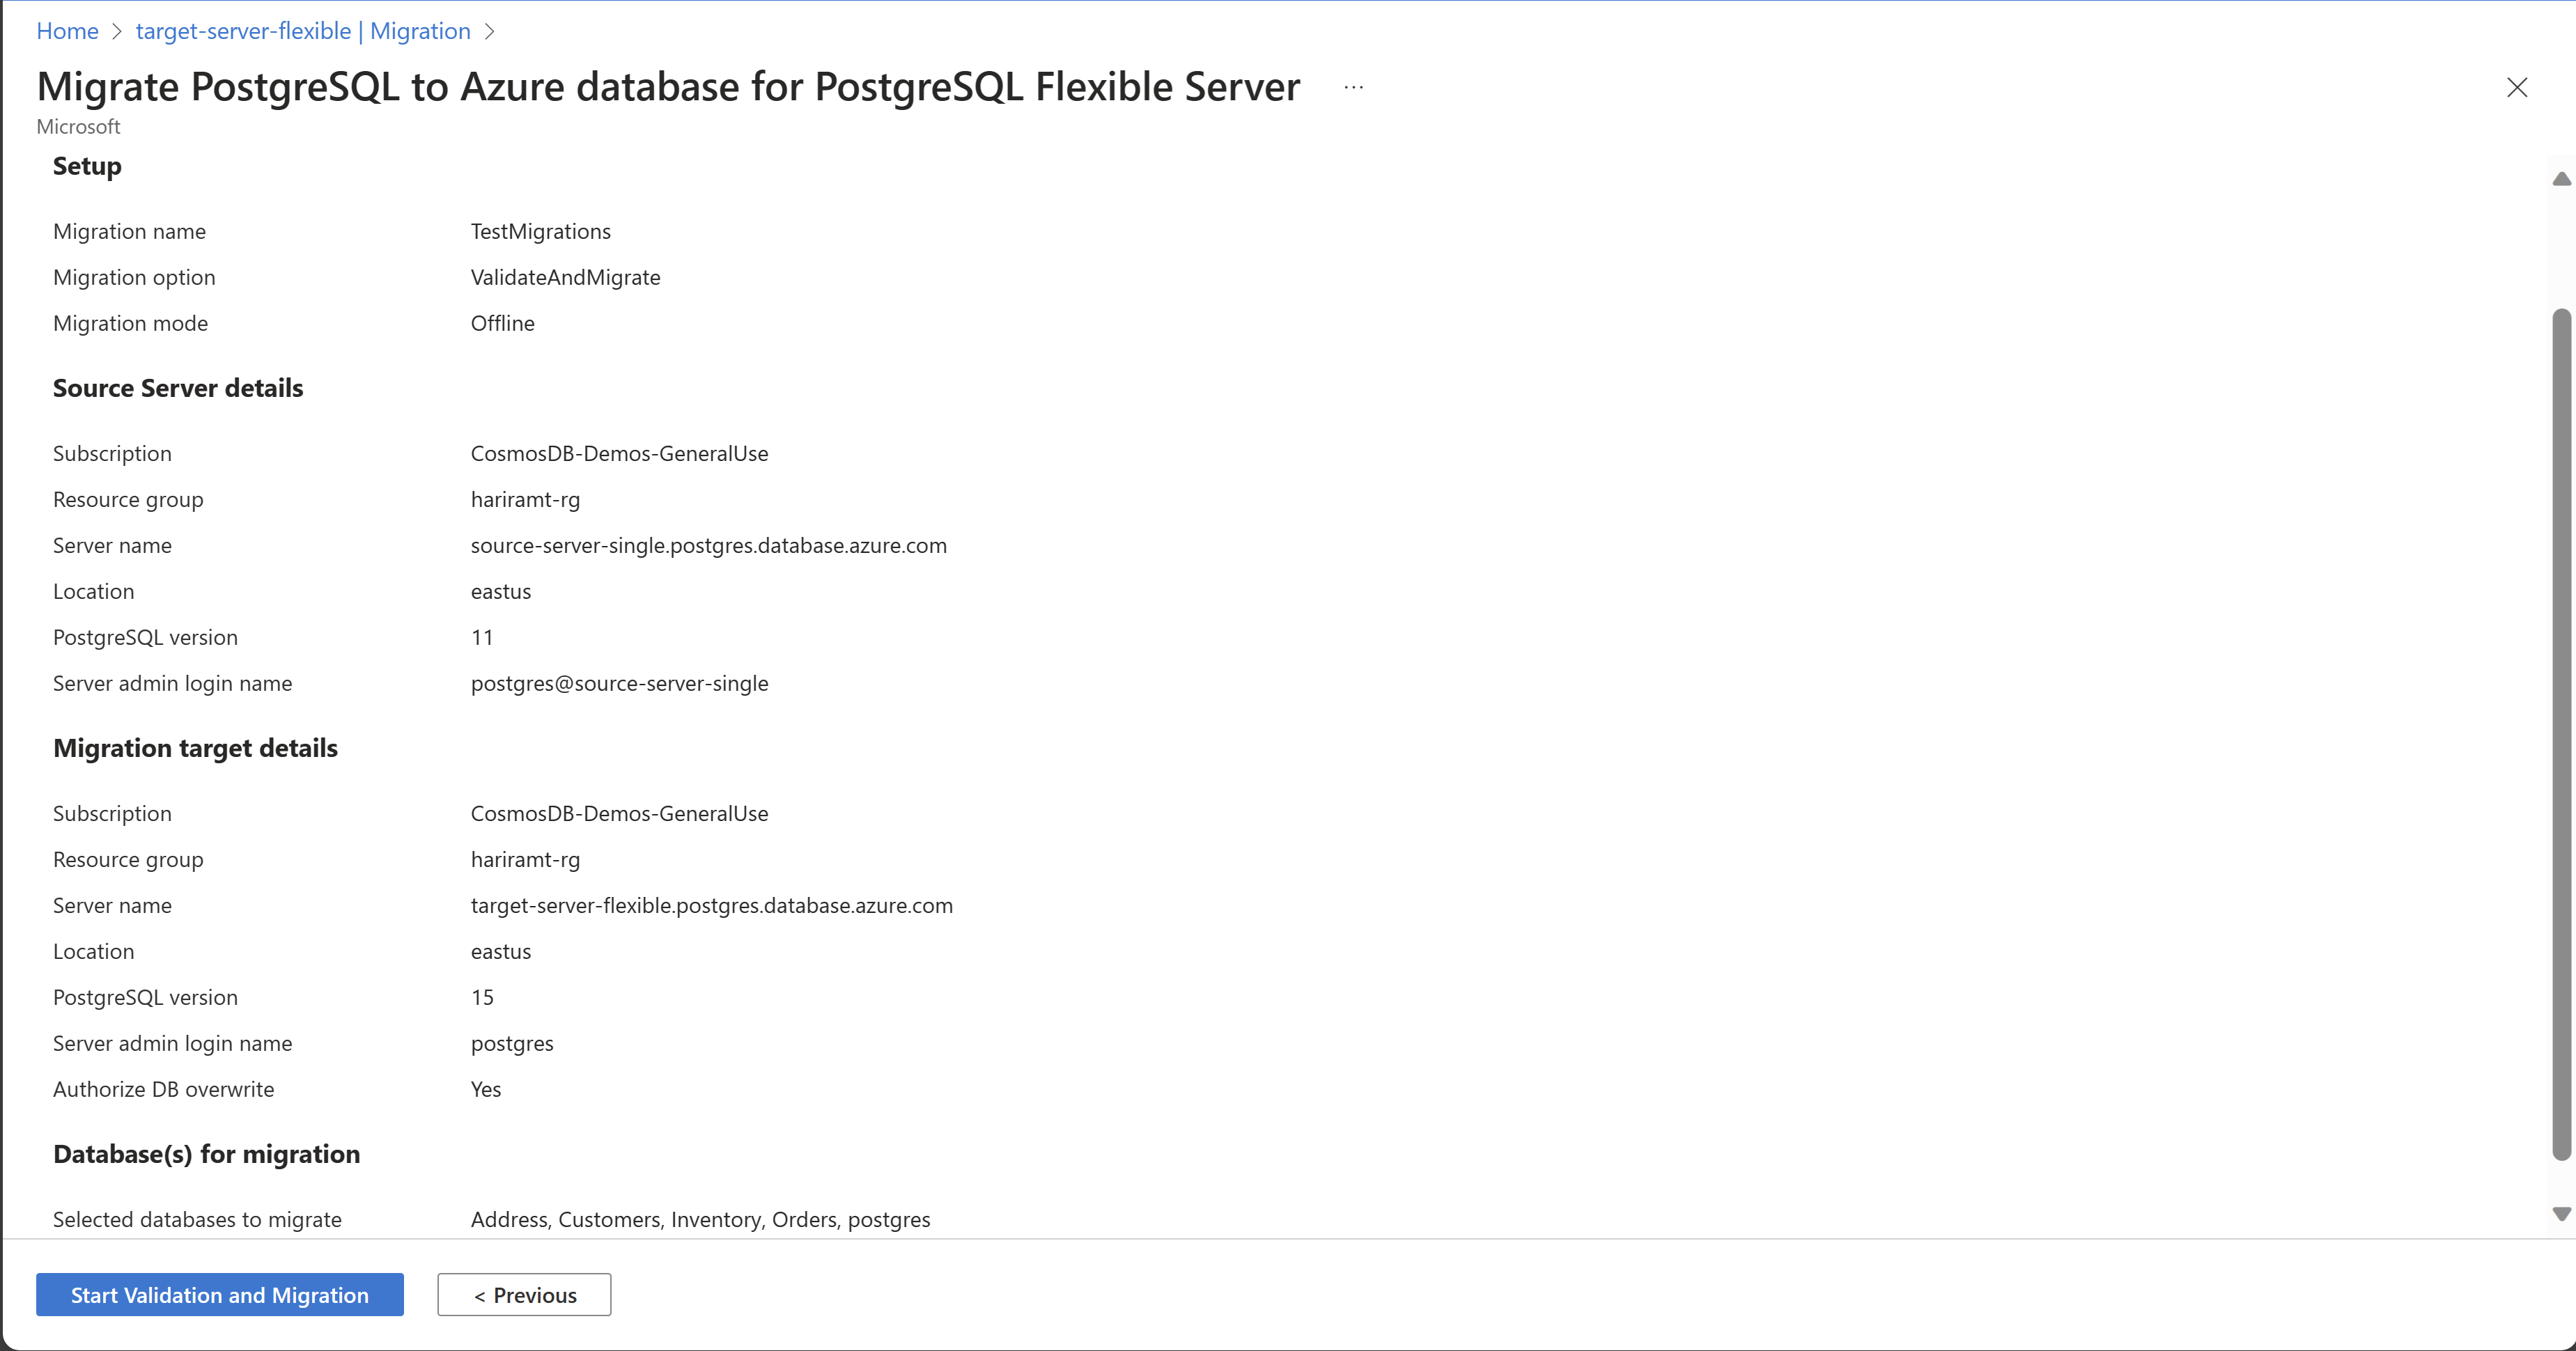 Home > target-server-flexible | Migration >
Migrate PostgreSQL to Azure database for PostgreSQL Flexible Server ...
Microsoft
Setup
Migration name TestMigrations
Migration option ValidateAndMigrate
Migration mode Offline
Source Server details
Subscription CosmosDB-Demos-GeneralUse
Resource group hariramt-rg
Server name source-server-single.postgres.database.azure.com
Location eastus
PostgreSQL version 11
Server admin login name postgres@source-server-single
Migration target details
Subscription CosmosDB-Demos-GeneralUse
Resource group hariramt-rg
Server name target-server-flexible.postgres.database.azure.com
Location eastus
PostgreSQL version 15
Server admin login name postgres
Authorize DB overwrite Yes
Database(s) for migration
Selected databases to migrate Address, Customers, Inventory, Orders, postgres
Start Validation and Migration < Previous